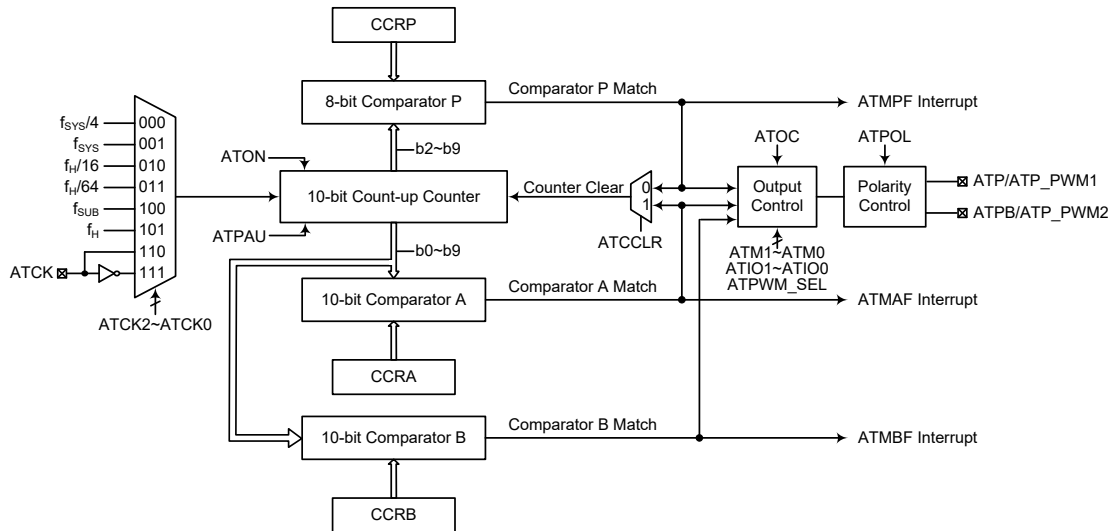 CCRP
8-bit Comparator P
Comparator P Match
ATMPF Interrupt
b2~b9
fSYS/4
000
fSYS
001
fH/16
010
fH/64
011
fSUB
100
fH
101
110
111
ATCK
ATCK2~ATCK0
ATON
10-bit Count-up Counter
ATPAU
Counter Clear
0
1
ATCCLR
ATOC
Output
Control
ATM1~ATM0
ATIO1~ATIO0
ATPWM_SEL
ATPOL
Polarity
Control
ATP/ATP_PWM1
ATPB/ATP_PWM2
b0~b9
10-bit Comparator A
Comparator A Match
ATMAF Interrupt
CCRA
10-bit Comparator B
Comparator B Match
ATMBF Interrupt
CCRB